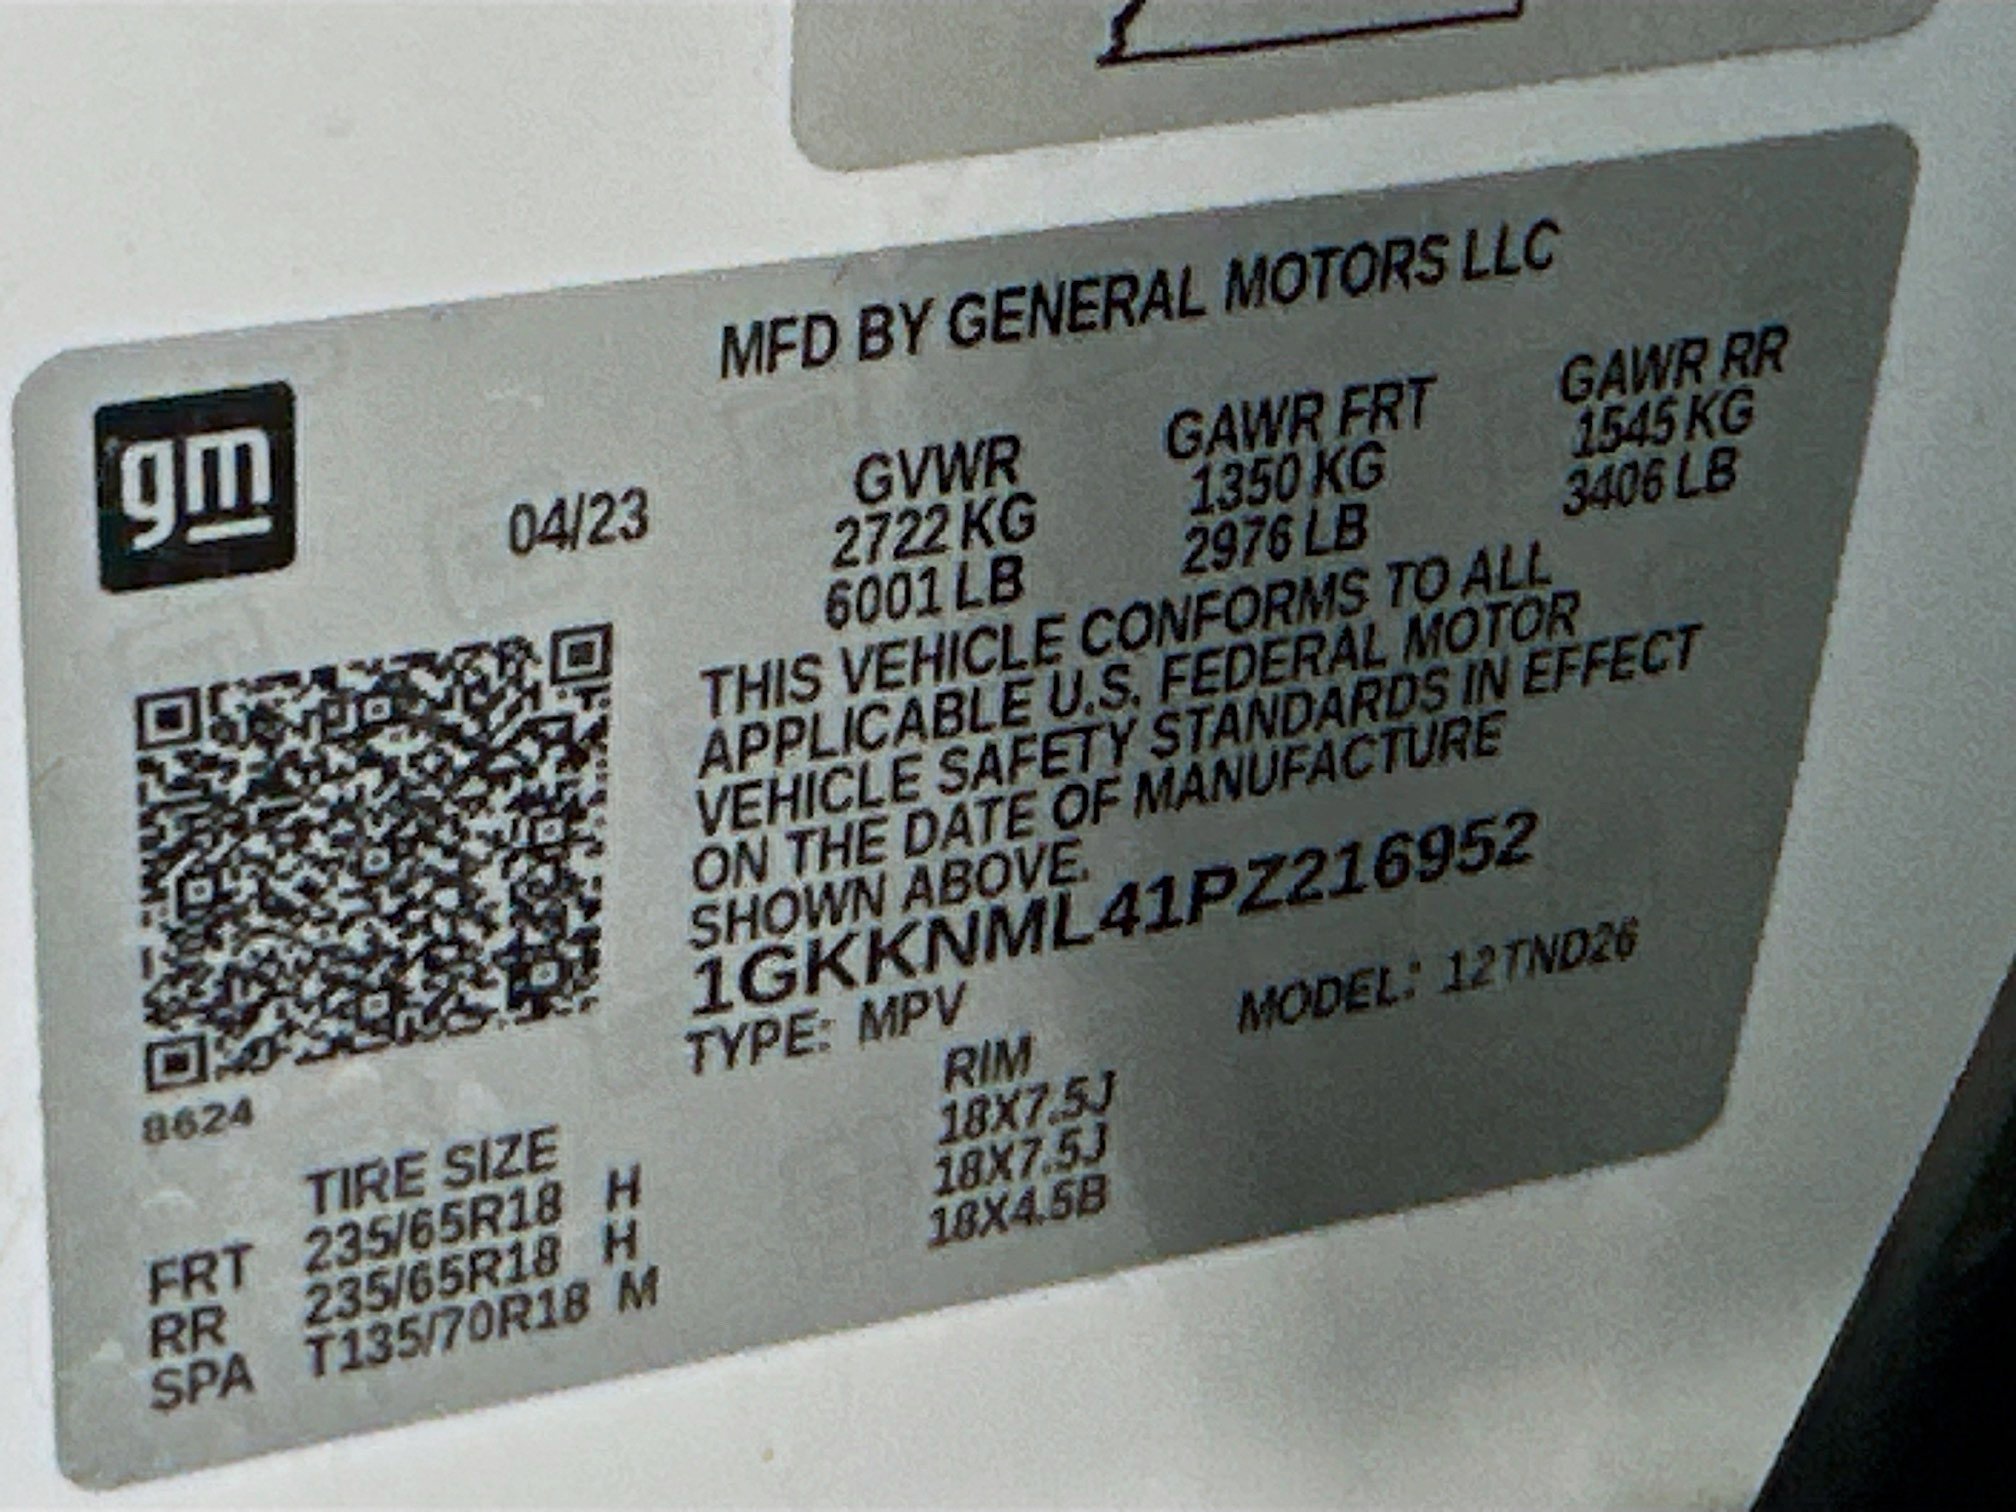 MFD BY GENERAL MOTORS LLC
gm
04/23
GVWR GAWR FRT GAWR RR
2722 KG 1350 KG 1545 KG
6001 LB 2976 LB 3406 LB
THIS VEHICLE CONFORMS TO ALL
APPLICABLE U.S. FEDERAL MOTOR
VEHICLE SAFETY STANDARDS IN EFFECT
ON THE DATE OF MANUFACTURE
SHOWN ABOVE.
1GKKNML41PZ216952
TYPE: MPV MODEL: 12TND26
8624
TIRE SIZE RIM
FRT 235/65R18 H 18X7.5J
RR 235/65R18 H 18X7.5J
SPA T135/70R18 M 18X4.5B